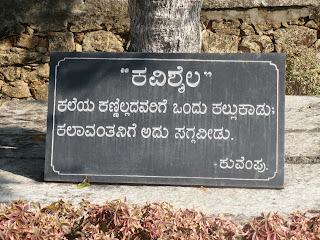 "ಕವಿಶೈಲ"
ಕಲೆಯ ಕಣ್ಣಿಲ್ಲದವರಿಗೆ ಒಂದು ಕಲ್ಲುಕಾಡು;
ಕಲಾವಂತನಿಗೆ ಅದು ಸಗ್ಗವೀಡು.
- ಕುವೆಂಪು.